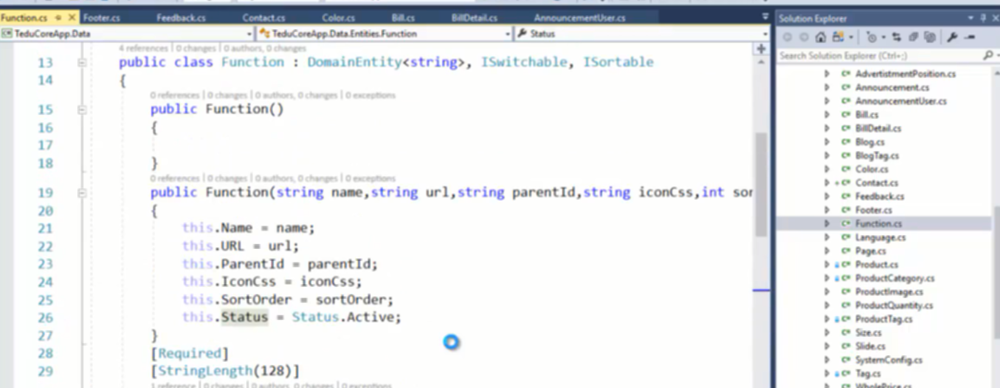 Function.cs
Footer.cs
Feedback.cs
Contact.cs
Color.cs
Bill.cs
BillDetail.cs
AnnouncementUser.cs
TeduCoreApp.Data
TeduCoreApp.Data.Entities.Function
Status
4 references | 0 changes | 0 authors, 0 changes
13 public class Function : DomainEntity<string>, ISwitchable, ISortable
14 {
0 references | 0 changes | 0 authors, 0 changes | 0 exceptions
15 public Function()
16 {
17
18 }
0 references | 0 changes | 0 authors, 0 changes | 0 exceptions
19 public Function(string name,string url,string parentId,string iconCss,int sor
20 {
21 this.Name = name;
22 this.URL = url;
23 this.ParentId = parentId;
24 this.IconCss = iconCss;
25 this.SortOrder = sortOrder;
26 this.Status = Status.Active;
27 }
28 [Required]
29 [StringLength(128)]
1 reference | 0 changes | 0 authors, 0 changes | 0 exceptions
Solution Explorer
Search Solution Explorer (Ctrl+;)
C# AdvertistmentPosition.cs
C# Announcement.cs
C# AnnouncementUser.cs
C# Bill.cs
C# BillDetail.cs
C# Blog.cs
C# BlogTag.cs
C# Color.cs
+ C# Contact.cs
C# Feedback.cs
C# Footer.cs
C# Function.cs
C# Language.cs
C# Page.cs
C# Product.cs
C# ProductCategory.cs
C# ProductImage.cs
C# ProductQuantity.cs
C# ProductTag.cs
C# Size.cs
C# Slide.cs
C# SystemConfig.cs
C# Tag.cs
WholePrice.cs